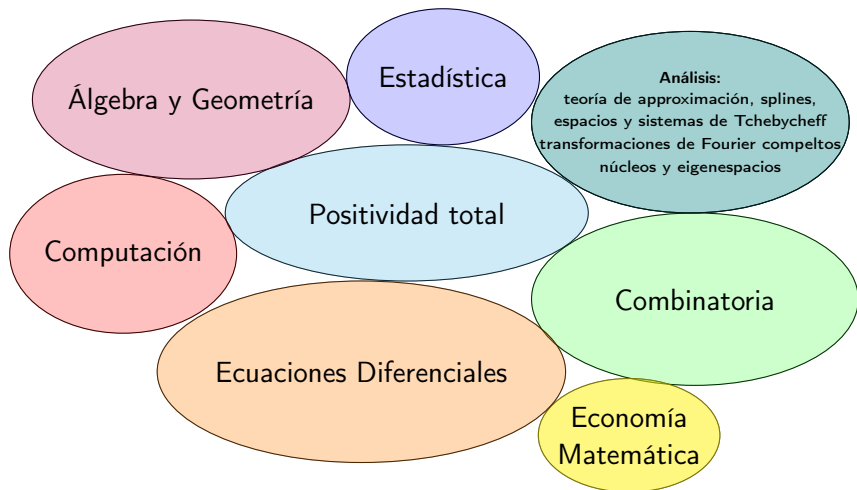 Álgebra y Geometría
Estadística
Análisis:
teoría de approximación, splines,
espacios y sistemas de Tchebycheff
transformaciones de Fourier compeltos
núcleos y eigenespacios
Positividad total
Computación
Combinatoria
Ecuaciones Diferenciales
Economía
Matemática